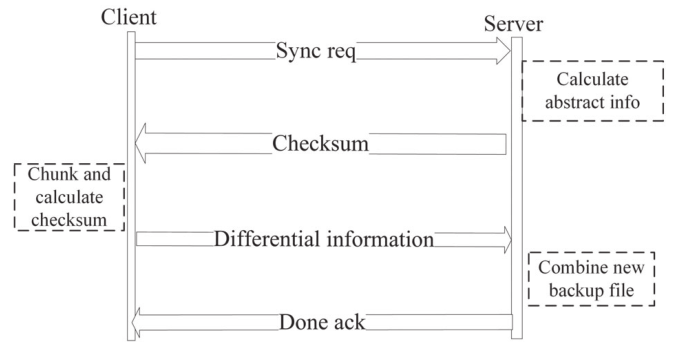 Client
Server
Sync req
Calculate
abstract info
Checksum
Chunk and
calculate
checksum
Differential information
Combine new
backup file
Done ack